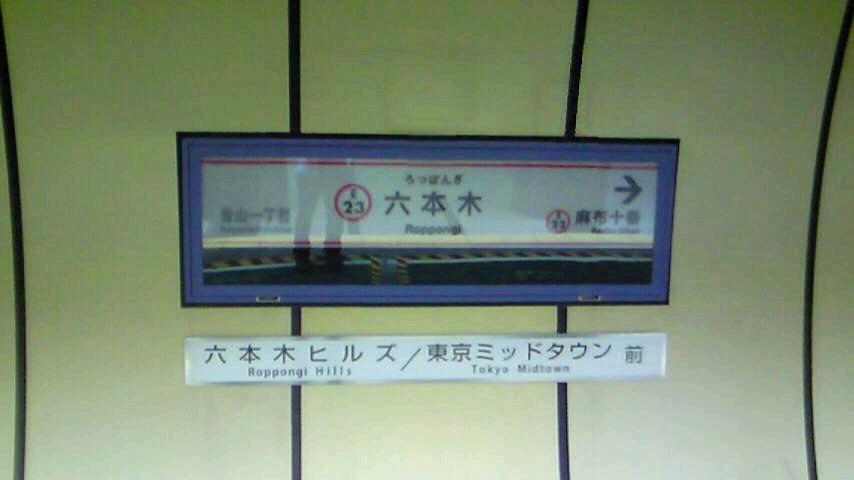 ろっぽんぎ
E
23
六本木
Roppongi
青山一丁目
E
22
麻布十番
六本木ヒルズ/東京ミッドタウン 前
Roppongi Hills
Tokyo Midtown